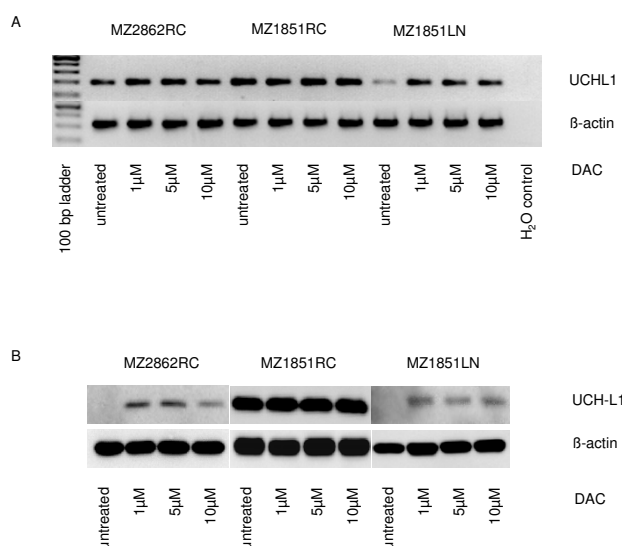 A
MZ2862RC MZ1851RC MZ1851LN
UCHL1
ß-actin
100 bp ladder untreated 1µM 5µM 10µM untreated 1µM 5µM 10µM untreated 1µM 5µM 10µM H₂O control DAC
B
MZ2862RC MZ1851RC MZ1851LN
UCH-L1
ß-actin
untreated 1µM 5µM 10µM untreated 1µM 5µM 10µM untreated 1µM 5µM 10µM DAC